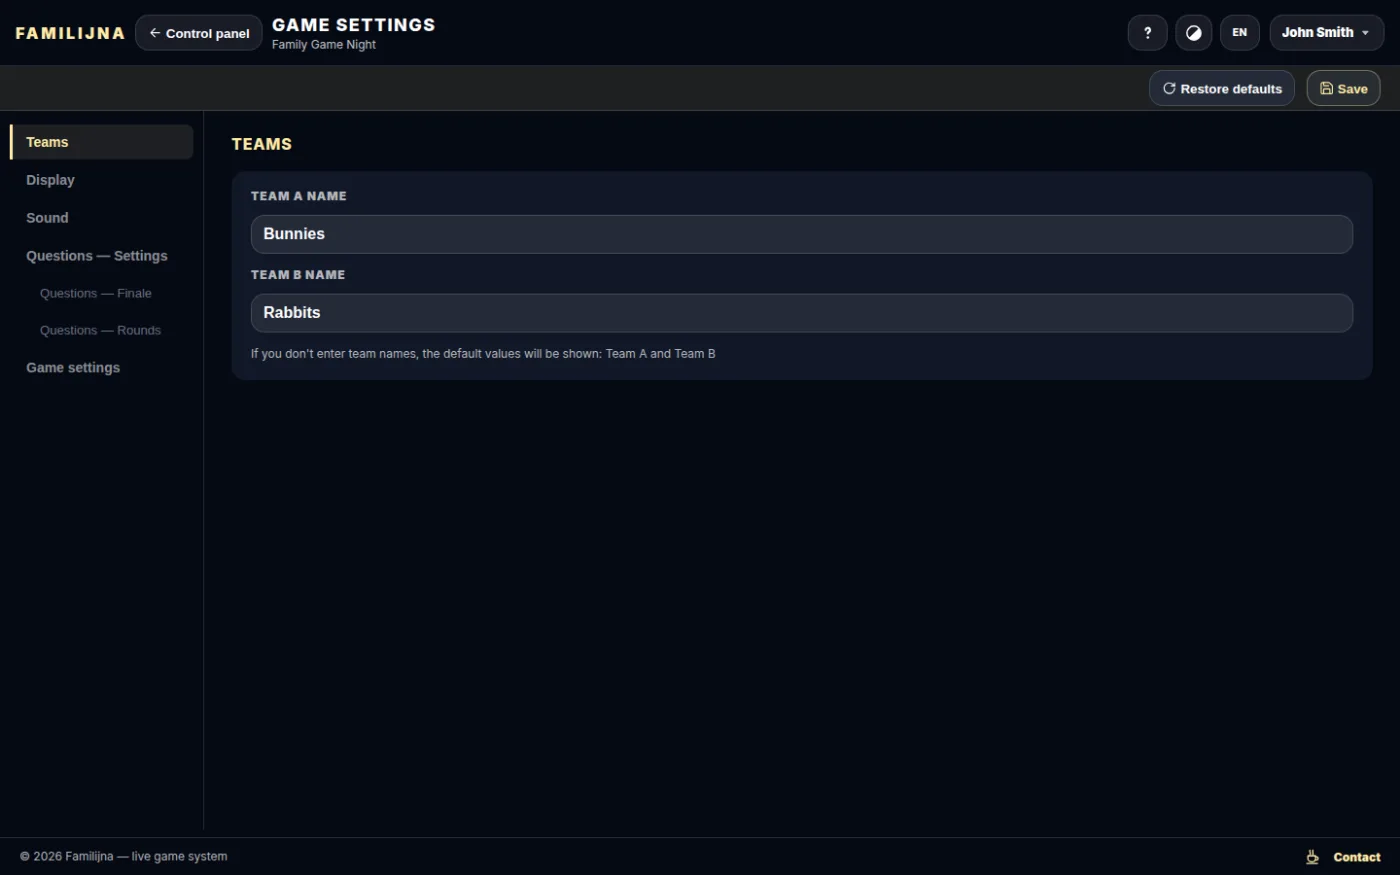 FAMILIJNA
← Control panel
GAME SETTINGS
Family Game Night
?
EN
John Smith
Restore defaults
Save
Teams
Display
Sound
Questions — Settings
Questions — Finale
Questions — Rounds
Game settings
TEAMS
TEAM A NAME
Bunnies
TEAM B NAME
Rabbits
If you don't enter team names, the default values will be shown: Team A and Team B
© 2026 Familijna — live game system
Contact